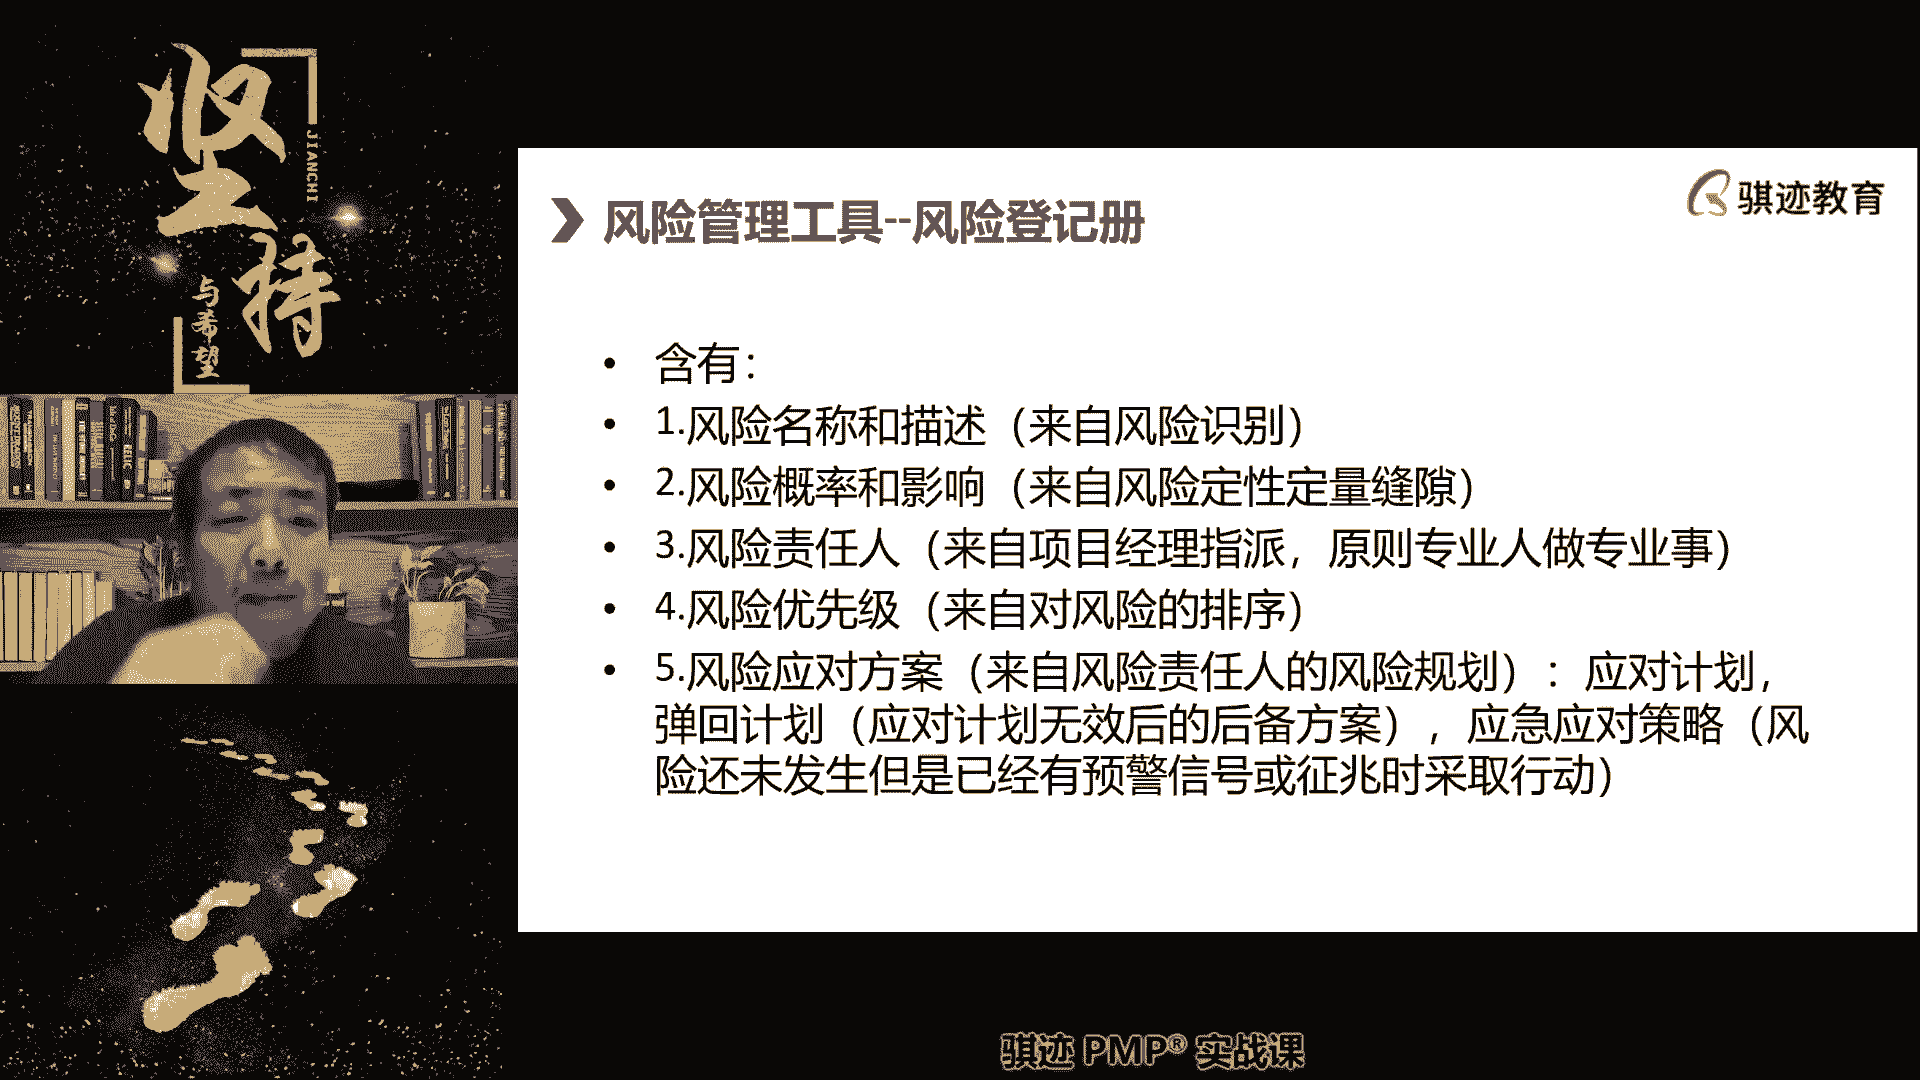 坚持
JIANCHI
与希望
骐迹教育
风险管理工具--风险登记册
• 含有：
• 1.风险名称和描述（来自风险识别）
• 2.风险概率和影响（来自风险定性定量缝隙）
• 3.风险责任人（来自项目经理指派，原则专业人做专业事）
• 4.风险优先级（来自对风险的排序）
• 5.风险应对方案（来自风险责任人的风险规划）：应对计划，
弹回计划（应对计划无效后的后备方案），应急应对策略（风
险还未发生但是已经有预警信号或征兆时采取行动）
骐迹 PMP® 实战课